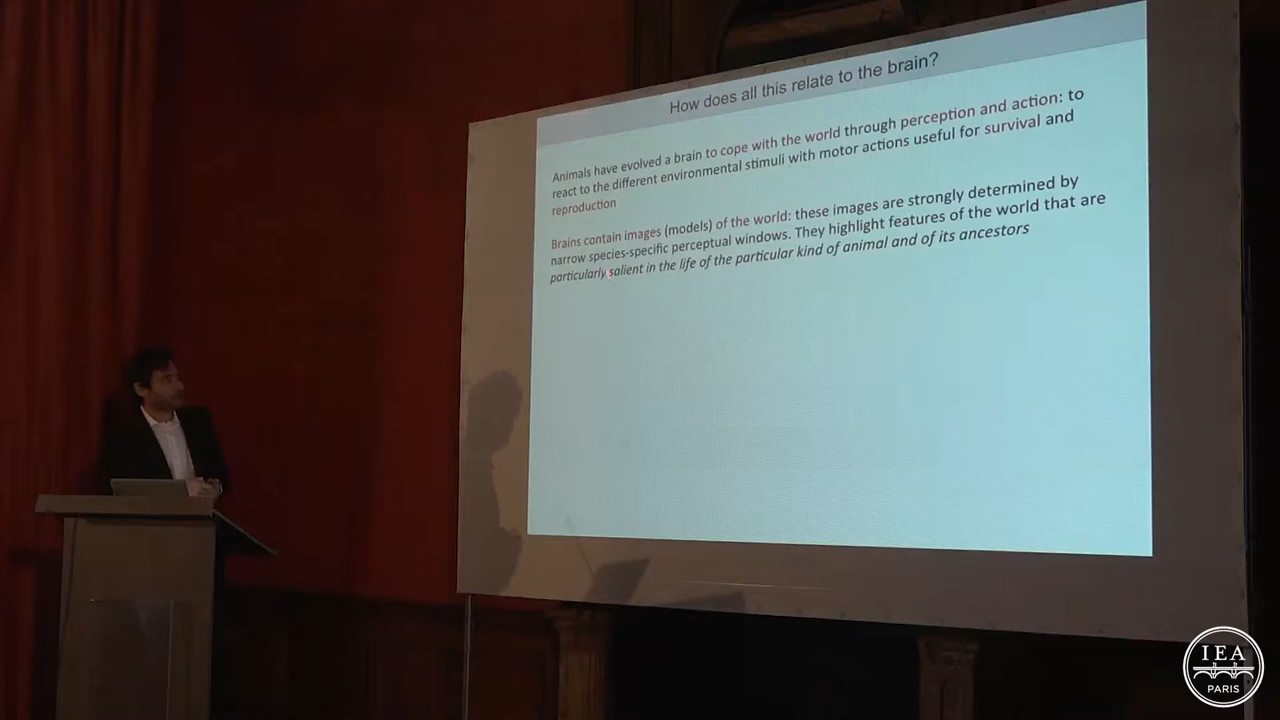 How does all this relate to the brain?
Animals have evolved a brain to cope with the world through perception and action: to
react to the different environmental stimuli with motor actions useful for survival and
reproduction
Brains contain images (models) of the world: these images are strongly determined by
narrow species-specific perceptual windows. They highlight features of the world that are
particularly salient in the life of the particular kind of animal and of its ancestors
IEA
PARIS